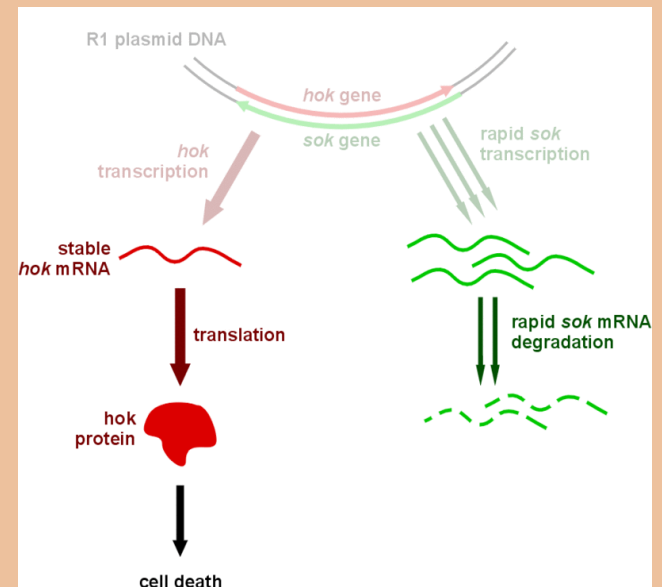 R1 plasmid DNA
hok gene
sok gene
hok
transcription
rapid sok
transcription
stable
hok mRNA
translation
rapid sok mRNA
degradation
hok
protein
cell death